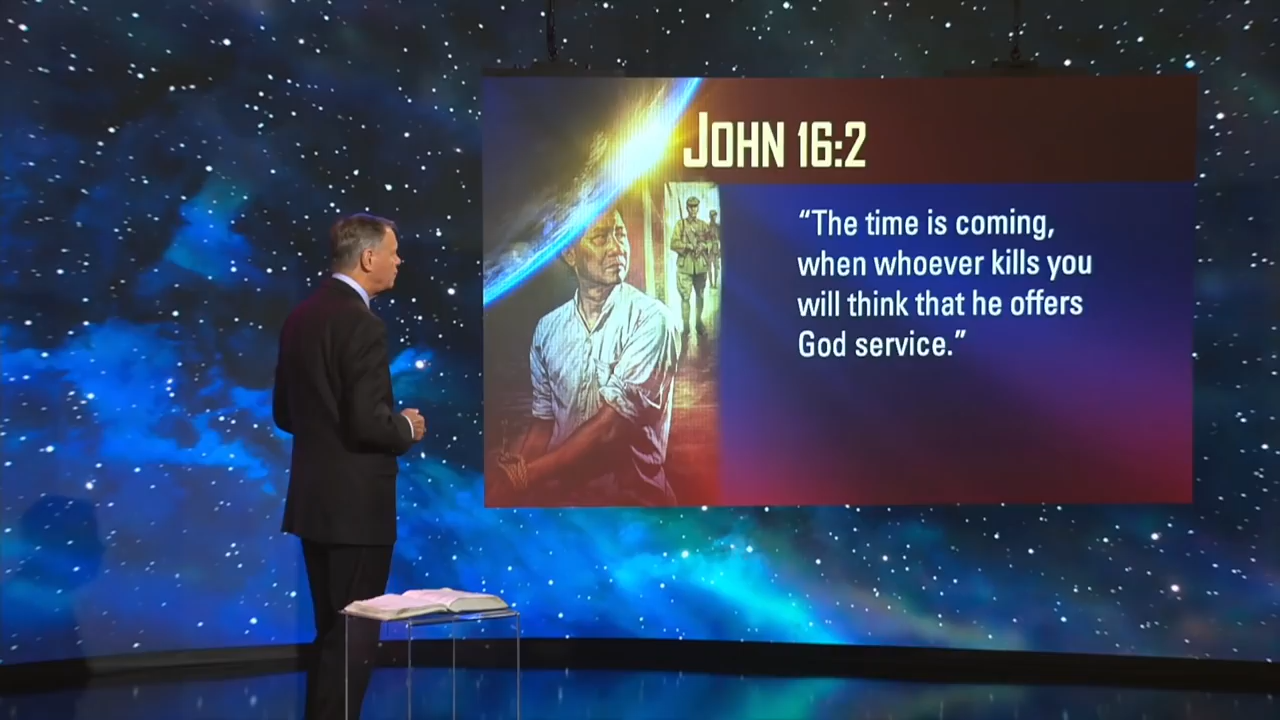 JOHN 16:2
“The time is coming,
when whoever kills you
will think that he offers
God service.”